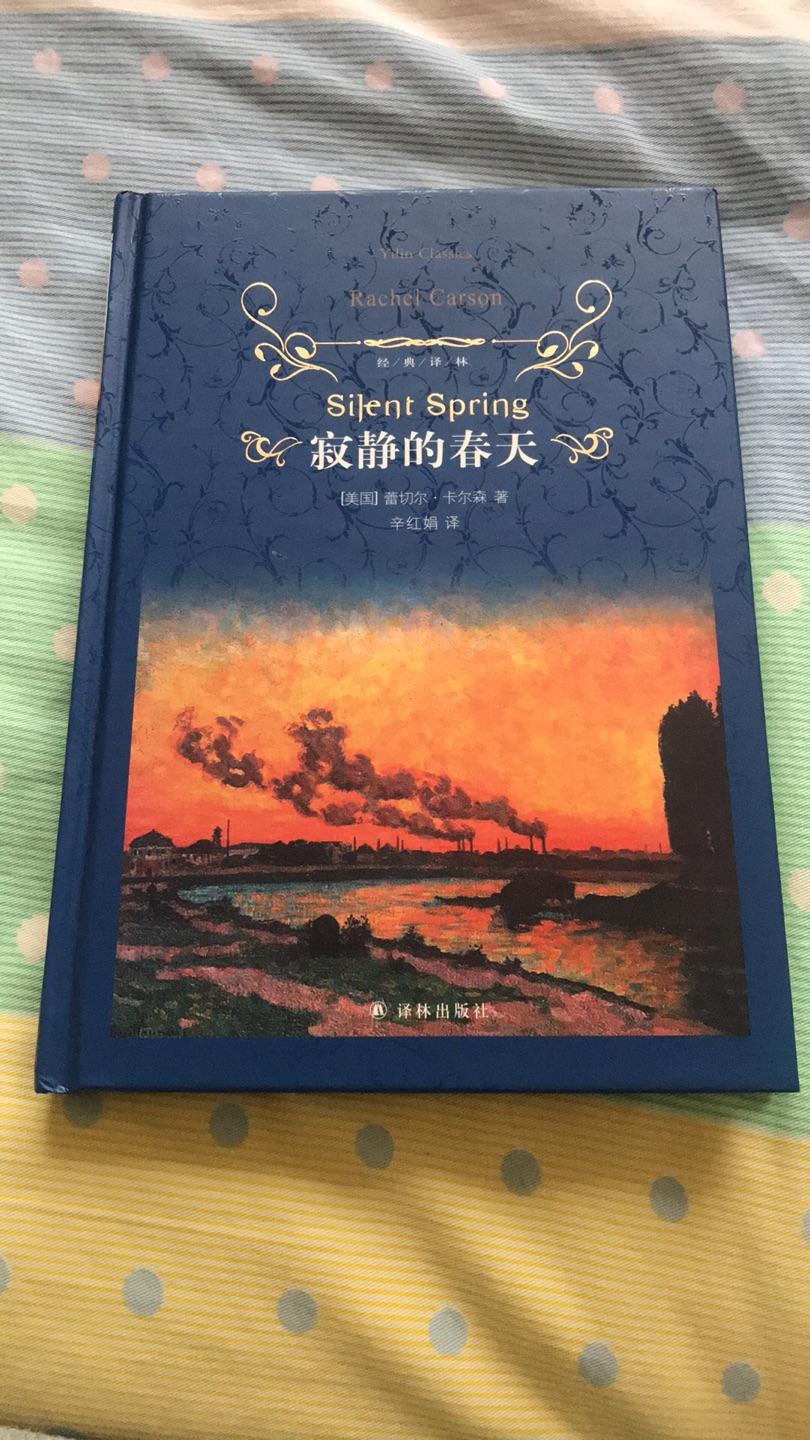 Yilin Classics
Rachel Carson
经/典/译/林
Silent Spring
寂静的春天
[美国] 蕾切尔·卡尔森 著
辛红娟 译
译林出版社